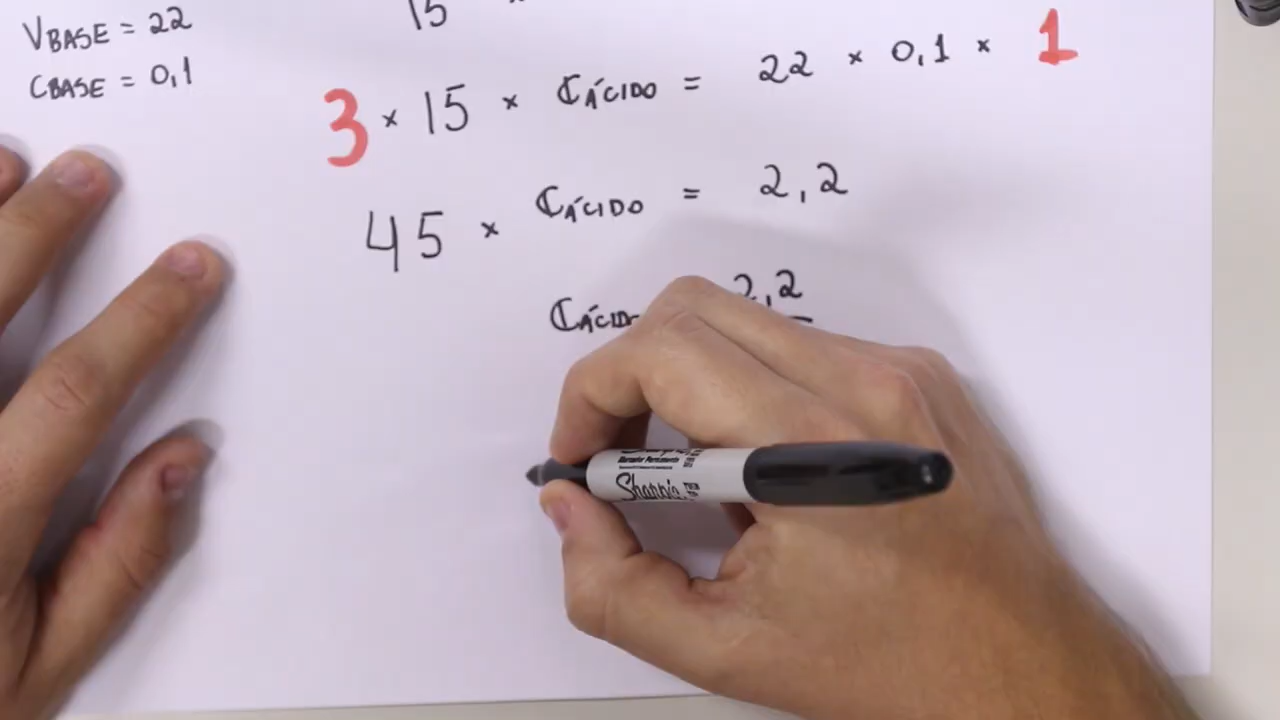 VBASE = 22
15 ×
CBASE = 0,1
3 × 15 × CÁCIDO = 22 × 0,1 × 1
45 × CÁCIDO = 2,2
CÁCIDO 2,2
Sharpie